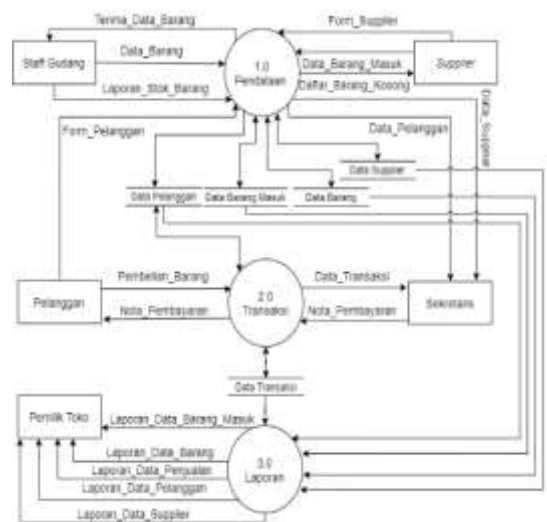 Terima_Data_Barang
Form_Supplier
Staff Gudang
Data_Barang
1.0
Pendataan
Data_Barang_Masuk
Supplier
Laporan_Stok_Barang
Daftar_Barang_Kosong
Form_Pelanggan
Data_Pelanggan
Data_Supplier
Data Supplier
Data Pelanggan
Data Barang Masuk
Data Barang
Pelanggan
Pembelian_Barang
2.0
Transaksi
Data_Transaksi
Sekretaris
Nota_Pembayaran
Nota_Pembayaran
Data Transaksi
Pemilik Toko
Laporan_Data_Barang_Masuk
Laporan_Data_Barang
3.0
Laporan
Laporan_Data_Penjualan
Laporan_Data_Pelanggan
Laporan_Data_Supplier